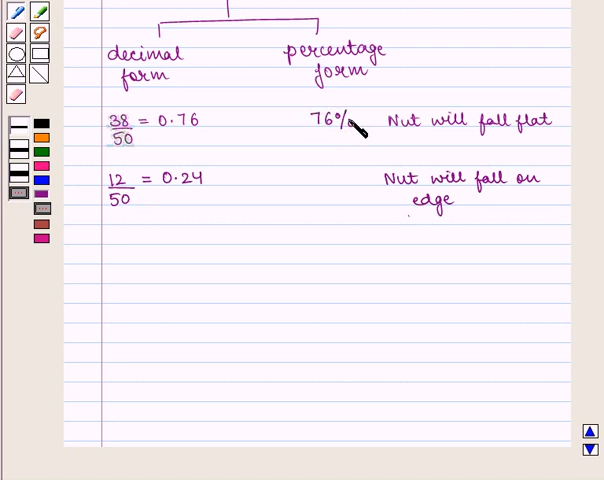 decimal percentage
form form
38/50 = 0.76 76% Nut will fall flat
12/50 = 0.24 Nut will fall on
edge